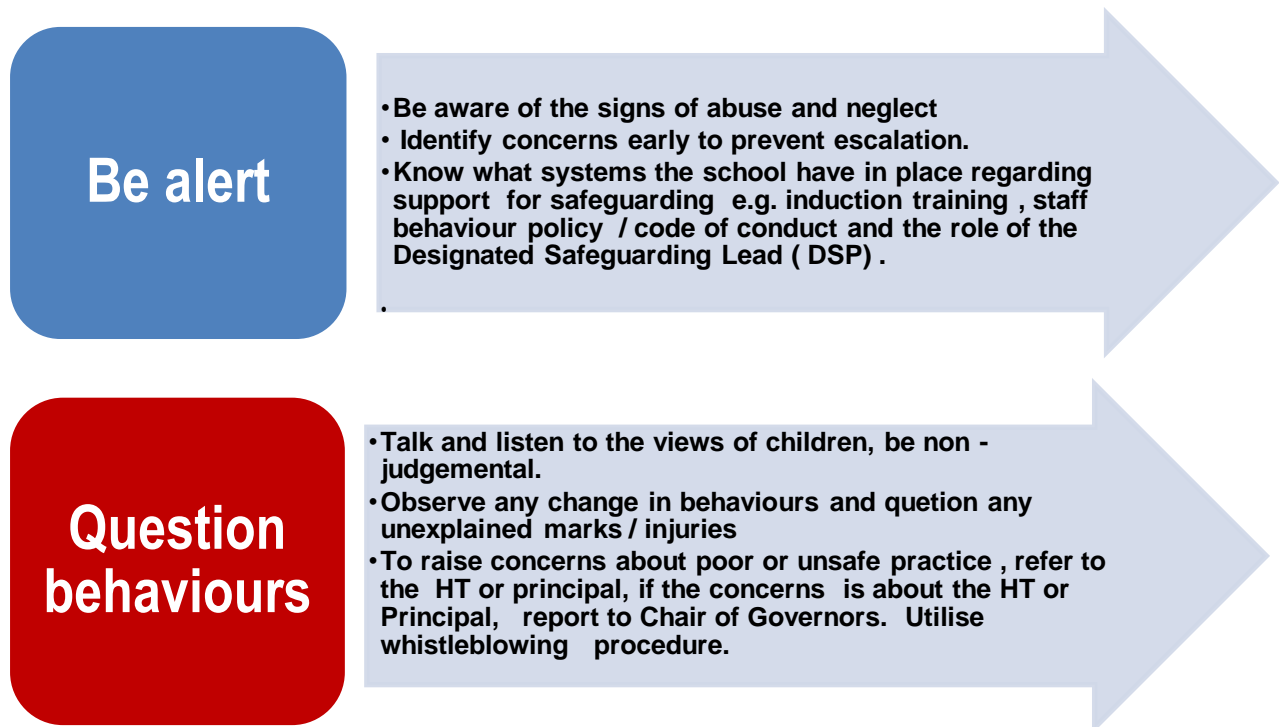 Be alert
•Be aware of the signs of abuse and neglect
• Identify concerns early to prevent escalation.
•Know what systems the school have in place regarding
support for safeguarding e.g. induction training , staff
behaviour policy / code of conduct and the role of the
Designated Safeguarding Lead ( DSP) .
.
Question
behaviours
•Talk and listen to the views of children, be non -
judgemental.
•Observe any change in behaviours and quetion any
unexplained marks / injuries
•To raise concerns about poor or unsafe practice , refer to
the HT or principal, if the concerns is about the HT or
Principal, report to Chair of Governors. Utilise
whistleblowing procedure.